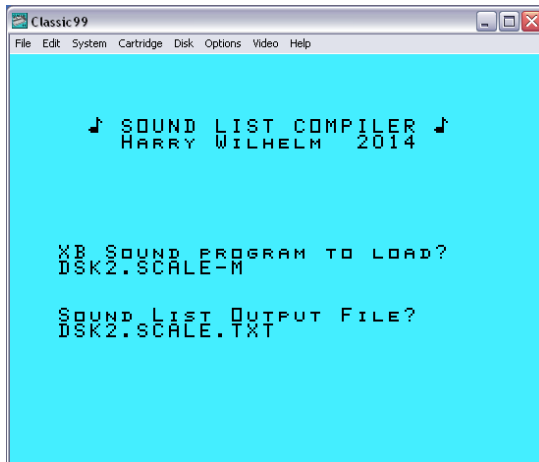 Classic99
File Edit System Cartridge Disk Options Video Help
♪ SOUND LIST COMPILER ♪
Harry Wilhelm 2014
XB Sound program to load?
DSK2.SCALE-M
Sound List Output File?
DSK2.SCALE.TXT